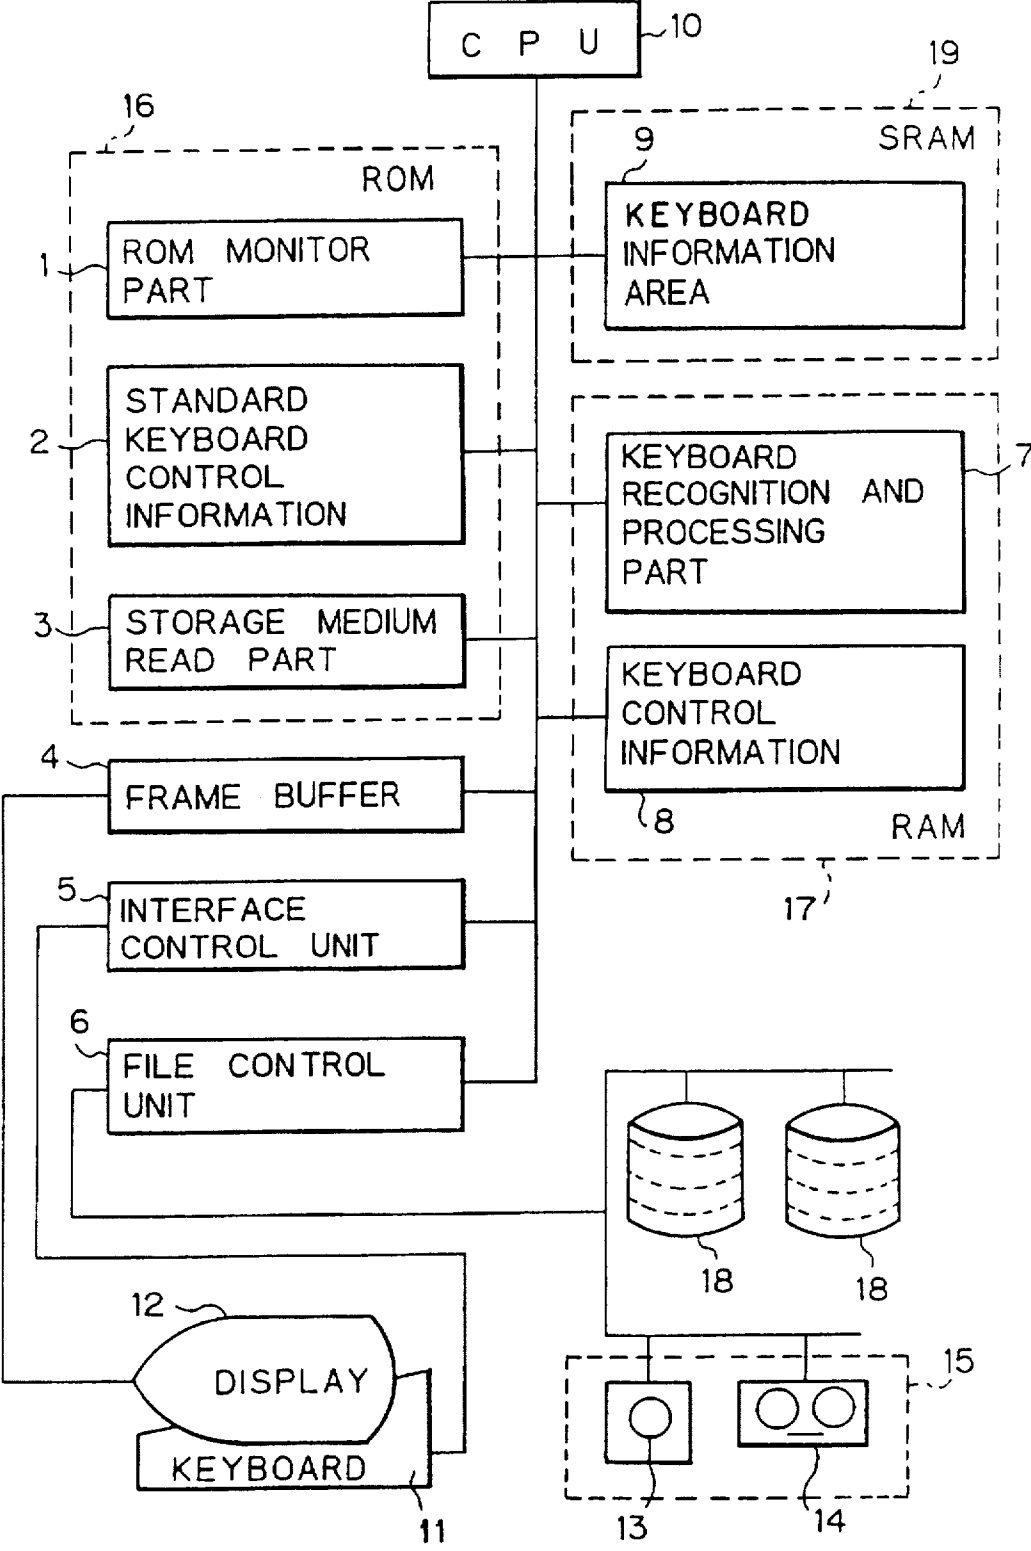 CPU
10
19
SRAM
9
KEYBOARD
INFORMATION
AREA
16
ROM
1
ROM MONITOR
PART
2
STANDARD
KEYBOARD
CONTROL
INFORMATION
7
KEYBOARD
RECOGNITION AND
PROCESSING
PART
3
STORAGE MEDIUM
READ PART
KEYBOARD
CONTROL
INFORMATION
8
RAM
17
4
FRAME BUFFER
5
INTERFACE
CONTROL UNIT
6
FILE CONTROL
UNIT
18
18
12
DISPLAY
KEYBOARD
11
15
13
14